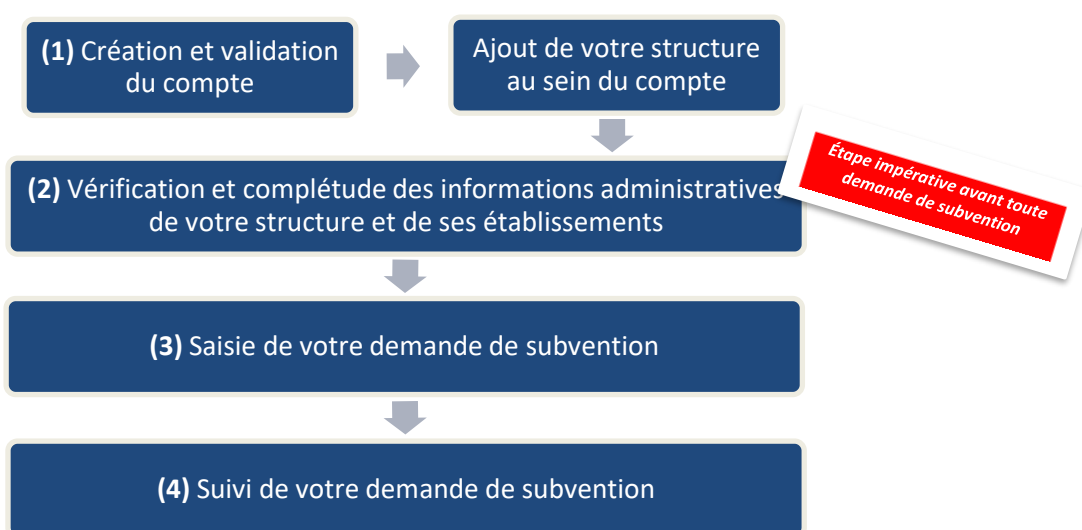 (1) Création et validation
du compte
Ajout de votre structure
au sein du compte
Étape impérative avant toute
demande de subvention
(2) Vérification et complétude des informations administratives
de votre structure et de ses établissements
(3) Saisie de votre demande de subvention
(4) Suivi de votre demande de subvention